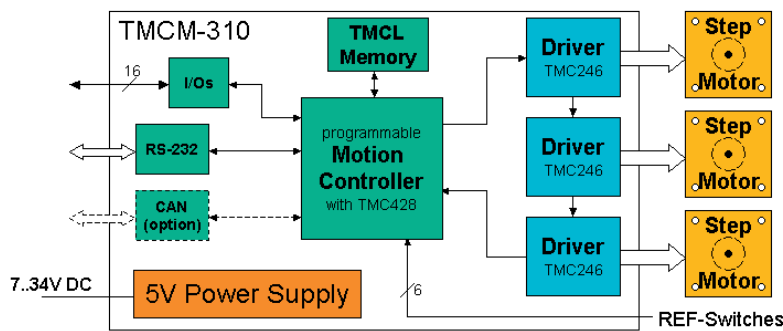 TMCM-310
TMCL
Memory
16
I/Os
RS-232
CAN
(option)
programmable
Motion
Controller
with TMC428
Driver
TMC246
Step
Motor
Driver
TMC246
Step
Motor
Driver
TMC246
Step
Motor
7..34V DC
5V Power Supply
6
REF-Switches